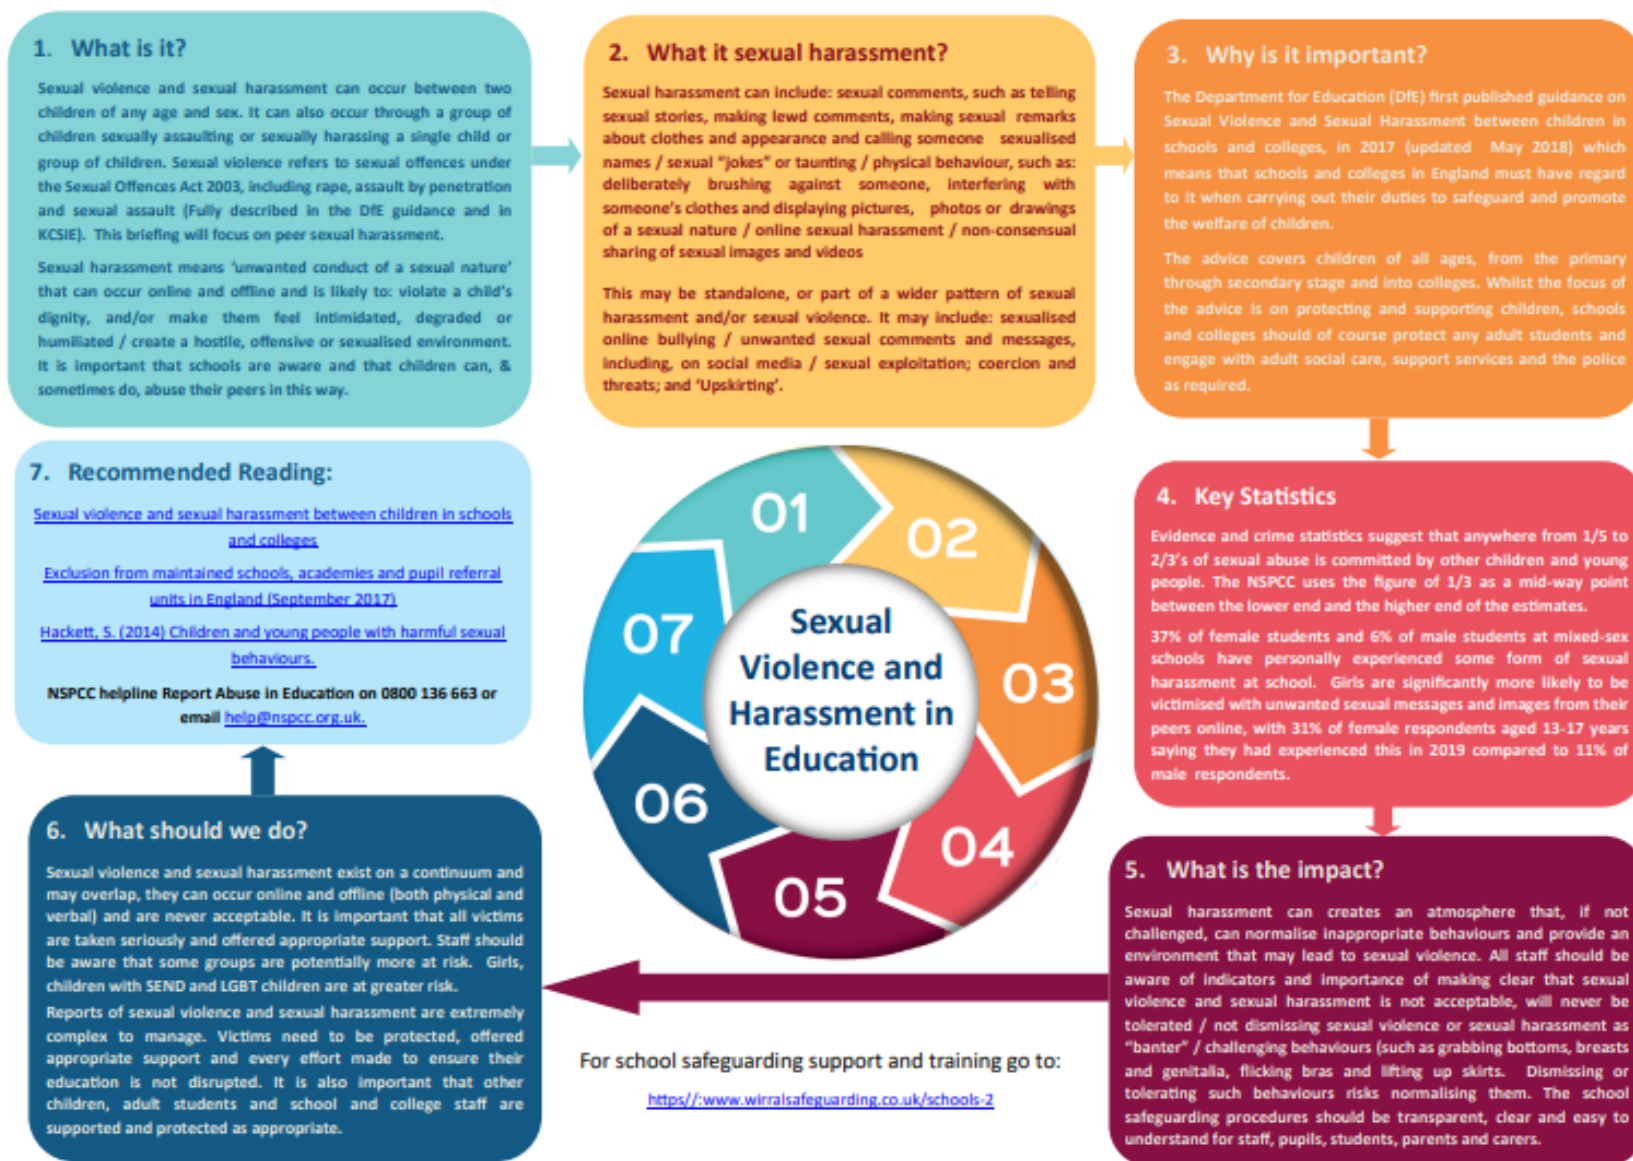 1. What is it?
Sexual violence and sexual harassment can occur between two
children of any age and sex. It can also occur through a group of
children sexually assaulting or sexually harassing a single child or
group of children. Sexual violence refers to sexual offences under
the Sexual Offences Act 2003, including rape, assault by penetration
and sexual assault (Fully described in the DfE guidance and in
KCSIE). This briefing will focus on peer sexual harassment.
Sexual harassment means ‘unwanted conduct of a sexual nature’
that can occur online and offline and is likely to: violate a child’s
dignity, and/or make them feel intimidated, degraded or
humiliated / create a hostile, offensive or sexualised environment.
It is important that schools are aware and that children can, &
sometimes do, abuse their peers in this way.
2. What it sexual harassment?
Sexual harassment can include: sexual comments, such as telling
sexual stories, making lewd comments, making sexual remarks
about clothes and appearance and calling someone sexualised
names / sexual “jokes” or taunting / physical behaviour, such as:
deliberately brushing against someone, interfering with
someone’s clothes and displaying pictures, photos or drawings
of a sexual nature / online sexual harassment / non-consensual
sharing of sexual images and videos
This may be standalone, or part of a wider pattern of sexual
harassment and/or sexual violence. It may include: sexualised
online bullying / unwanted sexual comments and messages,
including, on social media / sexual exploitation; coercion and
threats; and ‘Upskirting’.
3. Why is it important?
The Department for Education (DfE) first published guidance on
Sexual Violence and Sexual Harassment between children in
schools and colleges, in 2017 (updated May 2018) which
means that schools and colleges in England must have regard
to it when carrying out their duties to safeguard and promote
the welfare of children.
The advice covers children of all ages, from the primary
through secondary stage and into colleges. Whilst the focus of
the advice is on protecting and supporting children, schools
and colleges should of course protect any adult students and
engage with adult social care, support services and the police
as required.
4. Key Statistics
Evidence and crime statistics suggest that anywhere from 1/5 to
2/3’s of sexual abuse is committed by other children and young
people. The NSPCC uses the figure of 1/3 as a mid-way point
between the lower end and the higher end of the estimates.
37% of female students and 6% of male students at mixed-sex
schools have personally experienced some form of sexual
harassment at school. Girls are significantly more likely to be
victimised with unwanted sexual messages and images from their
peers online, with 31% of female respondents aged 13-17 years
saying they had experienced this in 2019 compared to 11% of
male respondents.
5. What is the impact?
Sexual harassment can creates an atmosphere that, if not
challenged, can normalise inappropriate behaviours and provide an
environment that may lead to sexual violence. All staff should be
aware of indicators and importance of making clear that sexual
violence and sexual harassment is not acceptable, will never be
tolerated / not dismissing sexual violence or sexual harassment as
“banter” / challenging behaviours (such as grabbing bottoms, breasts
and genitalia, flicking bras and lifting up skirts. Dismissing or
tolerating such behaviours risks normalising them. The school
safeguarding procedures should be transparent, clear and easy to
understand for staff, pupils, students, parents and carers.
6. What should we do?
Sexual violence and sexual harassment exist on a continuum and
may overlap, they can occur online and offline (both physical and
verbal) and are never acceptable. It is important that all victims
are taken seriously and offered appropriate support. Staff should
be aware that some groups are potentially more at risk. Girls,
children with SEND and LGBT children are at greater risk.
Reports of sexual violence and sexual harassment are extremely
complex to manage. Victims need to be protected, offered
appropriate support and every effort made to ensure their
education is not disrupted. It is also important that other
children, adult students and school and college staff are
supported and protected as appropriate.
7. Recommended Reading:
Sexual violence and sexual harassment between children in schools
and colleges
Exclusion from maintained schools, academies and pupil referral
units in England (September 2017)
Hackett, S. (2014) Children and young people with harmful sexual
behaviours.
NSPCC helpline Report Abuse in Education on 0800 136 663 or
email help@nspcc.org.uk.
01
02
03
04
05
06
07
Sexual
Violence and
Harassment in
Education
For school safeguarding support and training go to:
https//:www.wirralsafeguarding.co.uk/schools-2